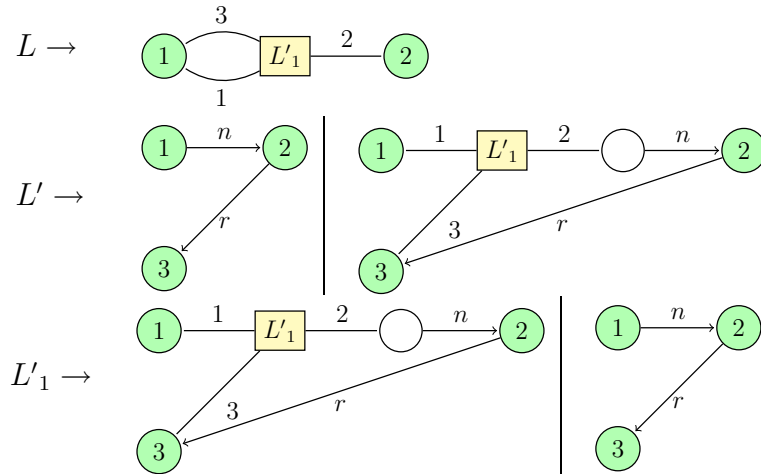 3
L → 1 L'₁ 2 2
1
1 n 2 1 1 L'₁ 2 n 2
L' →
r 3 r
3 3
1 1 L'₁ 2 n 2 1 n 2
L'₁ →
3 r r
3 3